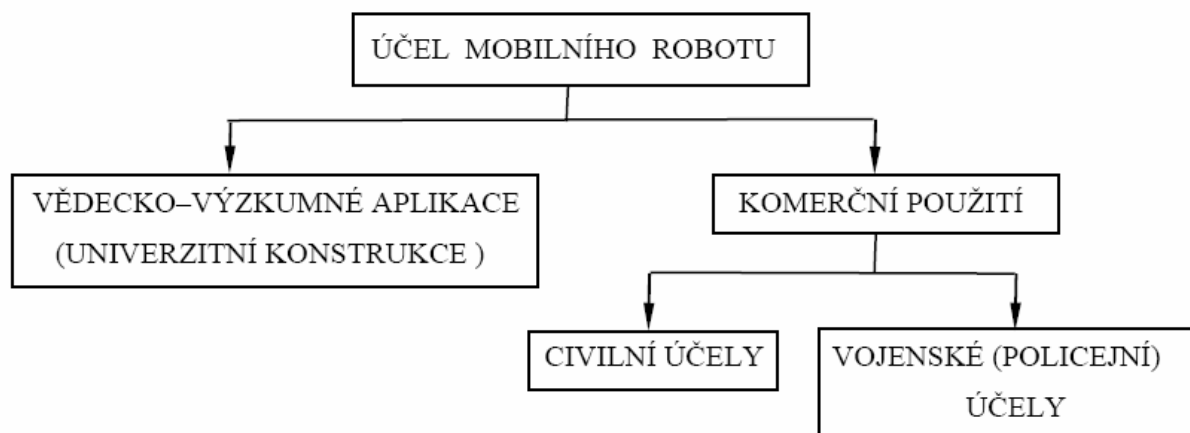 ÚČEL MOBILNÍHO ROBOTU
VĚDECKO–VÝZKUMNÉ APLIKACE
(UNIVERZITNÍ KONSTRUKCE )
KOMERČNÍ POUŽITÍ
CIVILNÍ ÚČELY
VOJENSKÉ (POLICEJNÍ)
ÚČELY